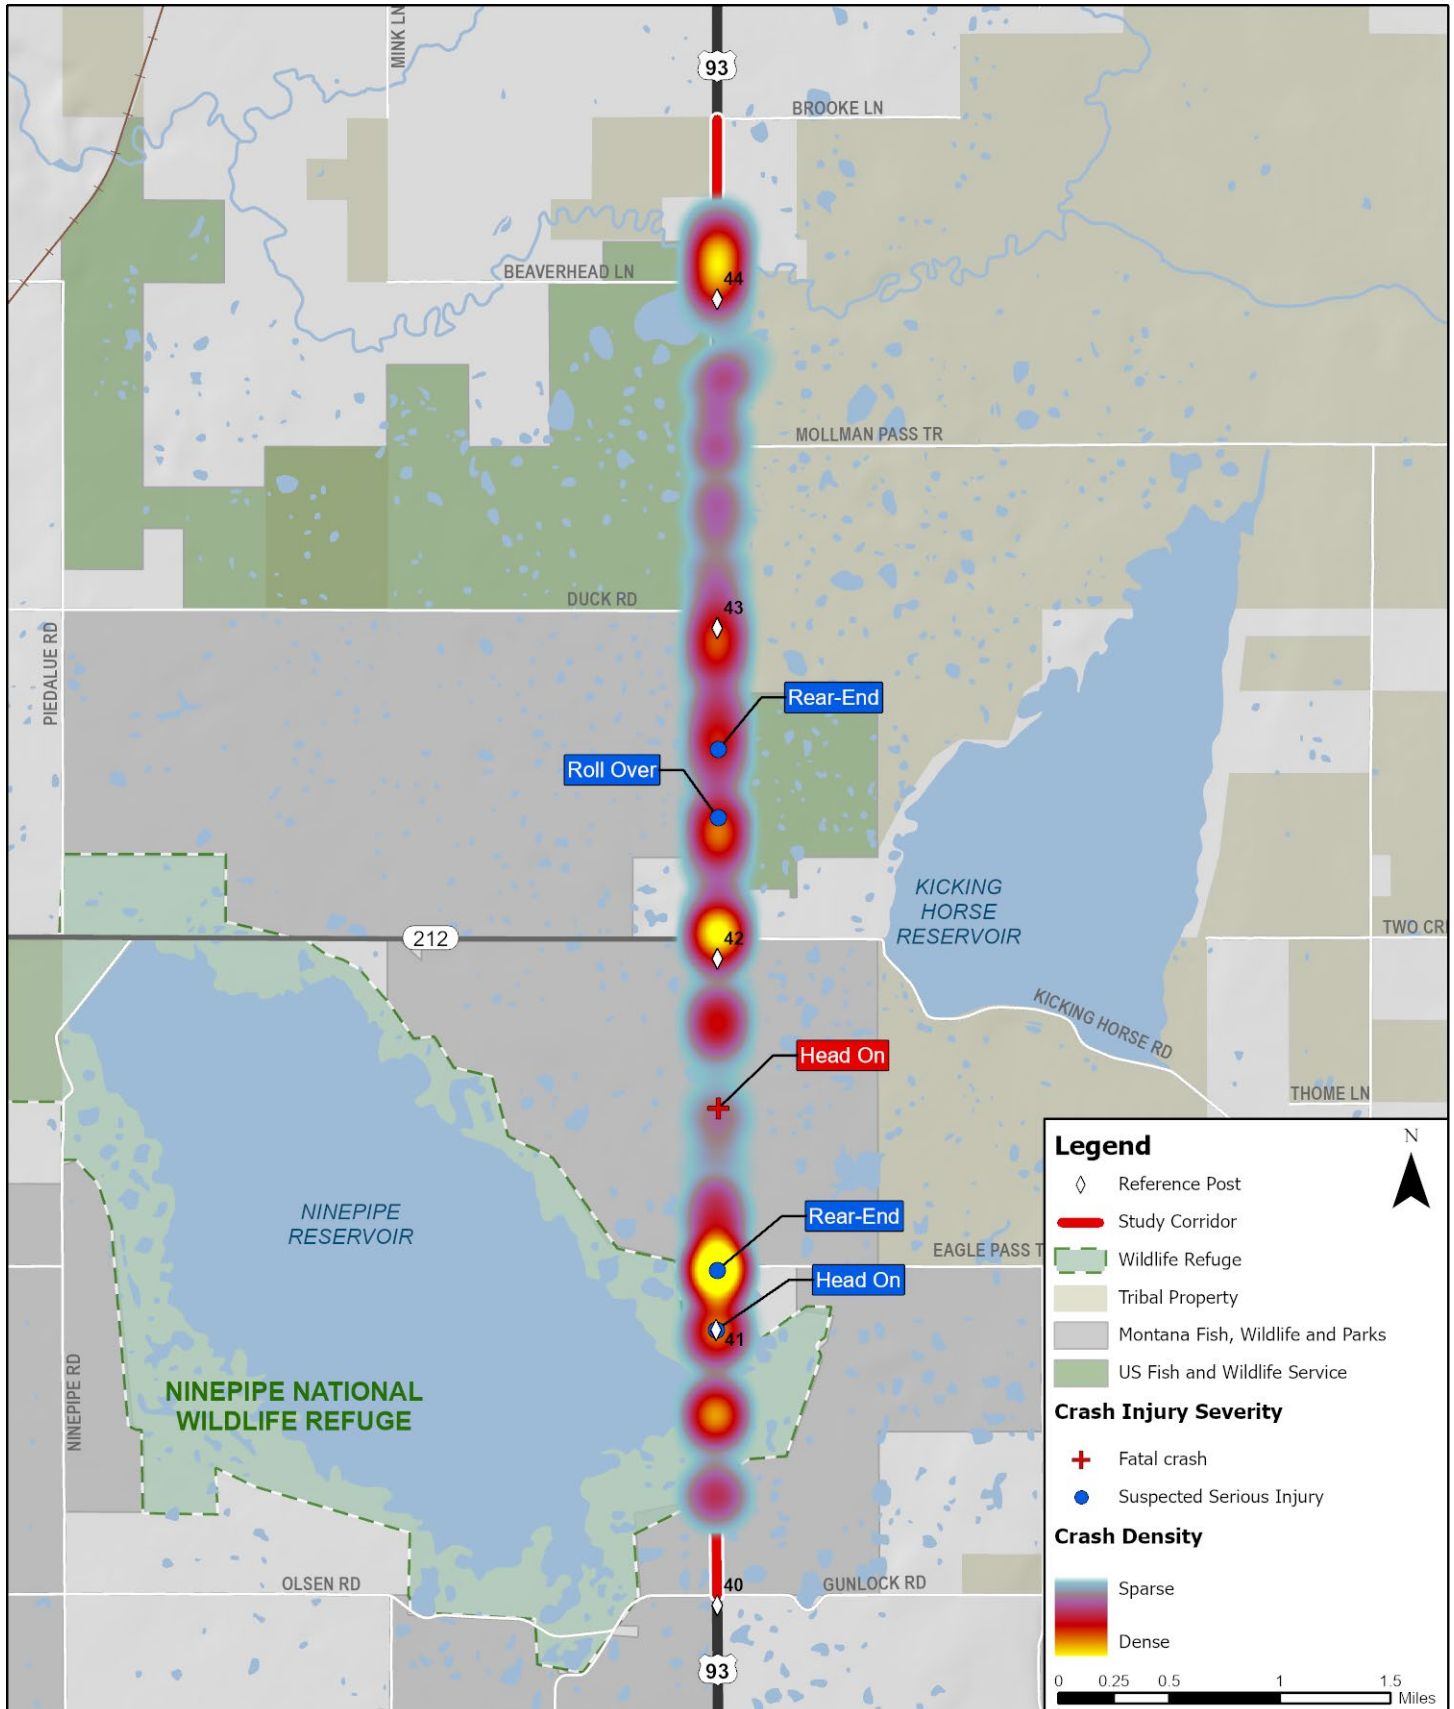 MINK LN
93
BROOKE LN
BEAVERHEAD LN
44
MOLLMAN PASS TR
DUCK RD
43
PIEDALUE RD
Rear-End
Roll Over
KICKING
HORSE
RESERVOIR
212
42
TWO CR
KICKING HORSE RD
Head On
THOME LN
NINEPIPE
RESERVOIR
Rear-End
EAGLE PASS T
Head On
41
NINEPIPE RD
NINEPIPE NATIONAL
WILDLIFE REFUGE
OLSEN RD
40
GUNLOCK RD
93
Legend
N
Reference Post
Study Corridor
Wildlife Refuge
Tribal Property
Montana Fish, Wildlife and Parks
US Fish and Wildlife Service
Crash Injury Severity
Fatal crash
Suspected Serious Injury
Crash Density
Sparse
Dense
0 0.25 0.5 1 1.5
Miles